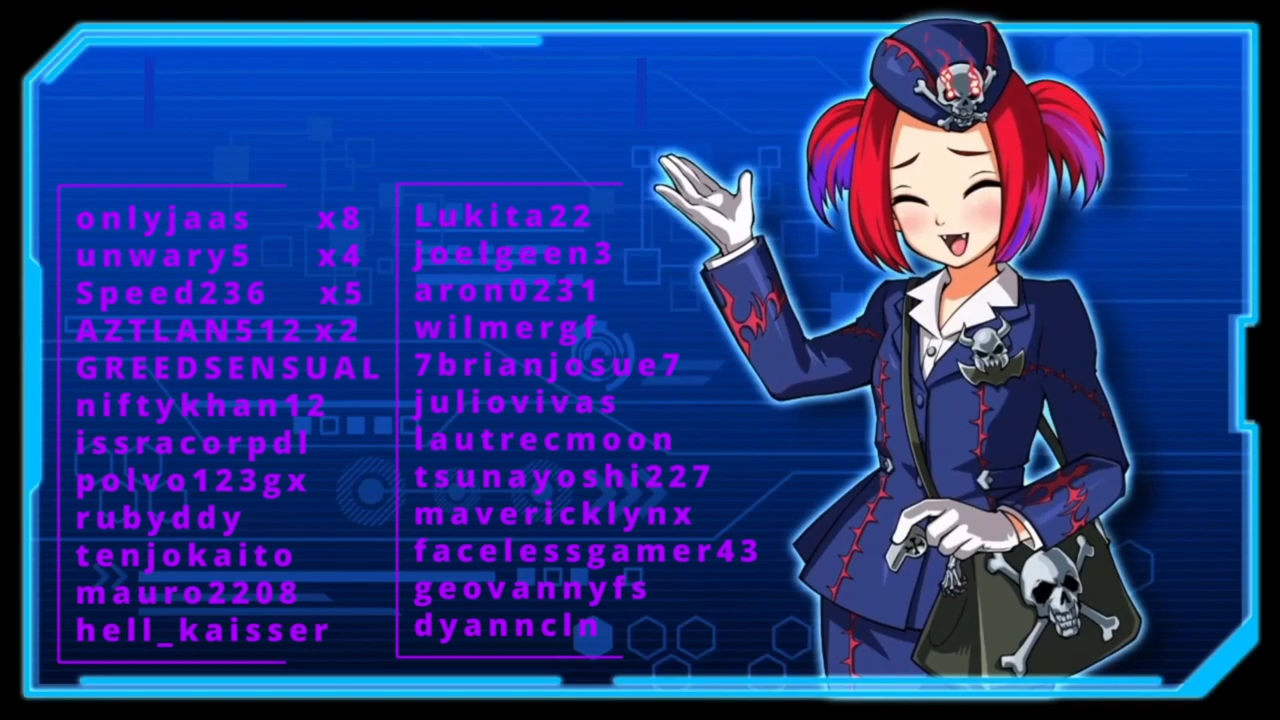 onlyjaas x8
unwary5 x4
Speed236 x5
AZTLAN512 x2
GREEDSENSUAL
niftykhan12
issracorpdl
polvo123gx
rubyddy
tenjokaito
mauro2208
hell_kaisser
Lukita22
joelgeen3
aron0231
wilmergf
7brianjosue7
juliovivas
lautrecmoon
tsunayoshi227
mavericklynx
facelessgamer43
geovannyfs
dyanncln